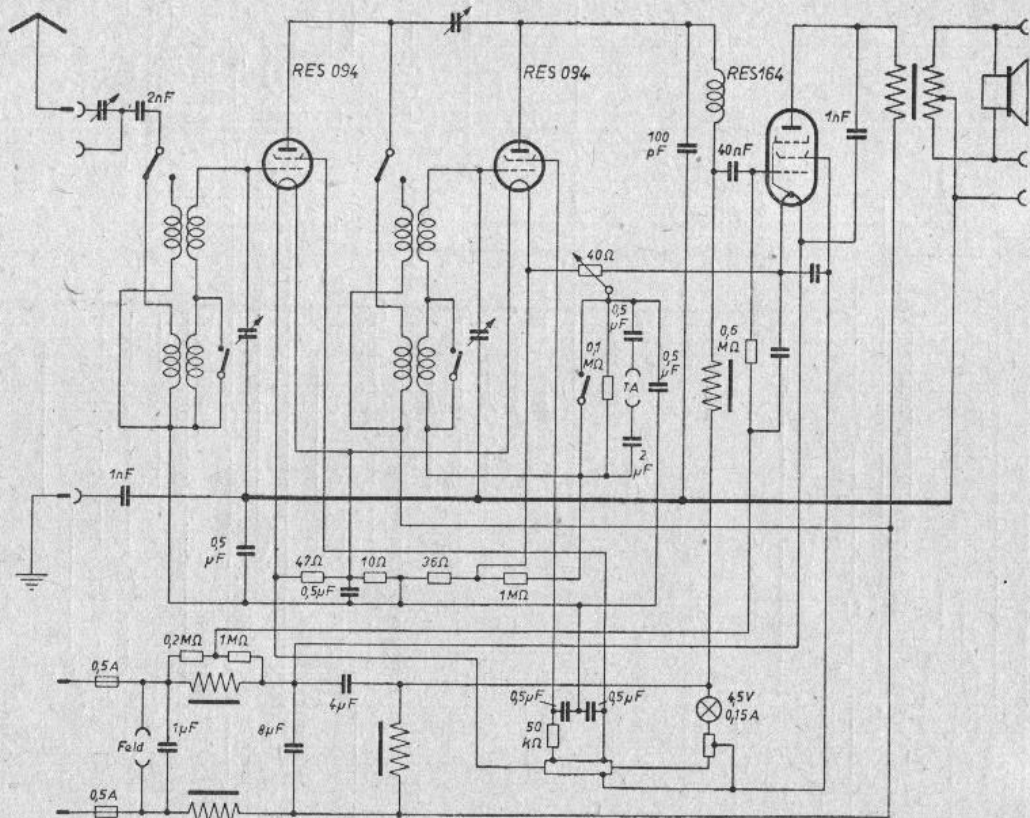 RES 094
RES 094
RES164
2nF
100
pF
40nF
1nF
40Ω
0,5
µF
0,1
MΩ
TA
0,5
µF
0,6
MΩ
2
µF
1nF
0,5
µF
47Ω
10Ω
36Ω
0,5µF
1MΩ
0,2MΩ
1MΩ
0,5A
4µF
0,5µF
0,5µF
4,5V
0,15A
Feld
1µF
8µF
50
kΩ
0,5A